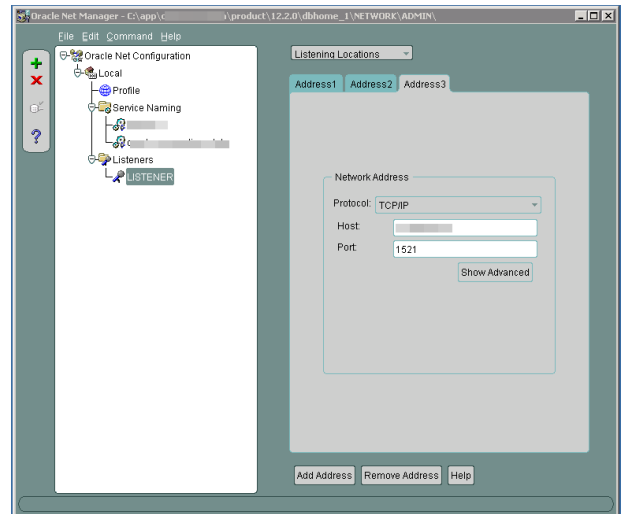 Oracle Net Manager - C:\app\c \product\12.2.0\dbhome_1\NETWORK\ADMIN\
File Edit Command Help
Oracle Net Configuration
Local
Profile
Service Naming
Listeners
LISTENER
Listening Locations
Address1 Address2 Address3
Network Address
Protocol: TCP/IP
Host:
Port: 1521
Show Advanced
Add Address Remove Address Help